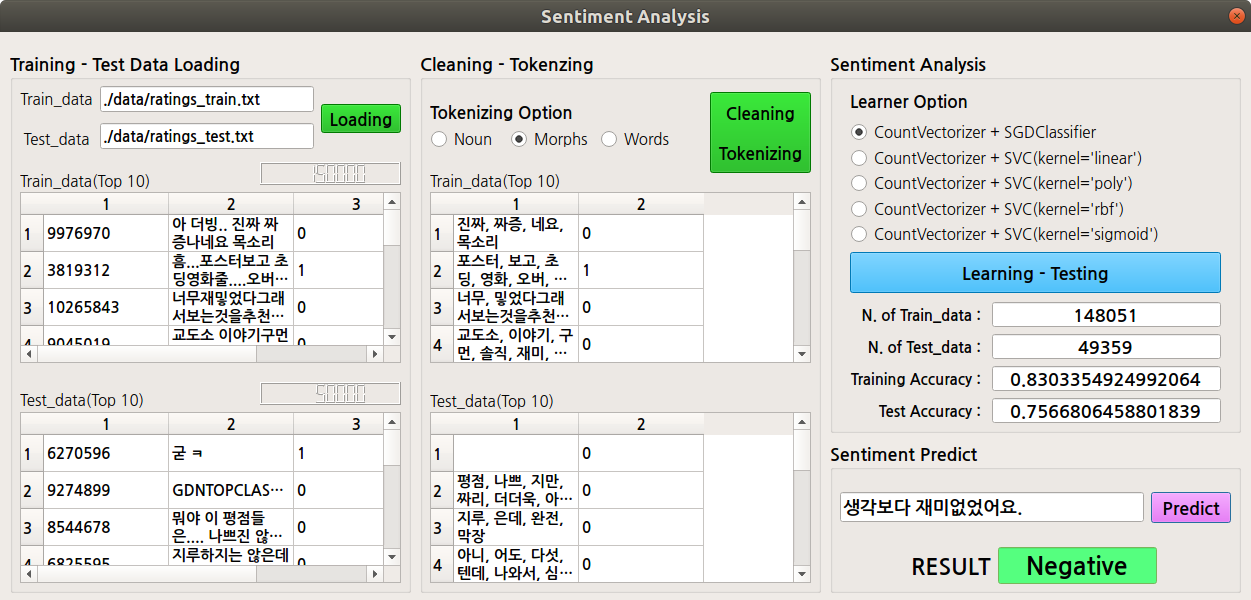 Sentiment Analysis
Training - Test Data Loading
Train_data ./data/ratings_train.txt
Loading
Test_data ./data/ratings_test.txt
50000
Train_data(Top 10)
1 2 3
1 9976970 아 더빙.. 진짜 짜 0
증나네요 목소리
2 3819312 흠...포스터보고 초 1
딩영화줄....오버…
3 10265843 너무재밓었다그래 0
서보는것을추천…
4 9045019 교도소 이야기구먼 0
50000
Test_data(Top 10)
1 2 3
1 6270596 굳 ㅋ 1
2 9274899 GDNTOPCLAS… 0
3 8544678 뭐야 이 평점들 0
은.... 나쁘진 않…
4 6825595 지루하지는 않은데 0
Cleaning - Tokenzing
Tokenizing Option
Noun Morphs Words
Cleaning
Tokenizing
Train_data(Top 10)
1 2
1 진짜, 짜증, 네요, 0
목소리
2 포스터, 보고, 초 1
딩, 영화, 오버, …
3 너무, 밓었다그래 0
서보는것을추천…
4 교도소, 이야기, 구 0
먼, 솔직, 재미, …
Test_data(Top 10)
1 2
1 0
2 평점, 나쁘, 지만, 0
짜리, 더더욱, 아…
3 지루, 은데, 완전, 0
막장
4 아니, 어도, 다섯, 0
텐데, 나와서, 심…
Sentiment Analysis
Learner Option
CountVectorizer + SGDClassifier
CountVectorizer + SVC(kernel='linear')
CountVectorizer + SVC(kernel='poly')
CountVectorizer + SVC(kernel='rbf')
CountVectorizer + SVC(kernel='sigmoid')
Learning - Testing
N. of Train_data : 148051
N. of Test_data : 49359
Training Accuracy : 0.8303354924992064
Test Accuracy : 0.7566806458801839
Sentiment Predict
생각보다 재미없었어요. Predict
RESULT Negative